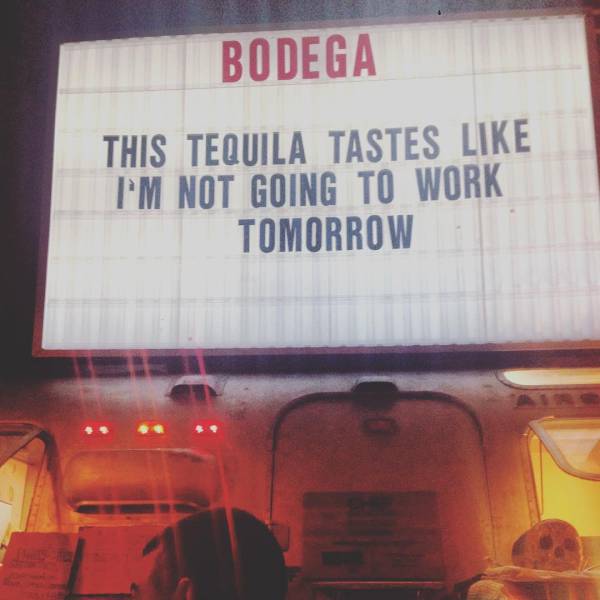 BODEGA
THIS TEQUILA TASTES LIKE
I'M NOT GOING TO WORK
TOMORROW